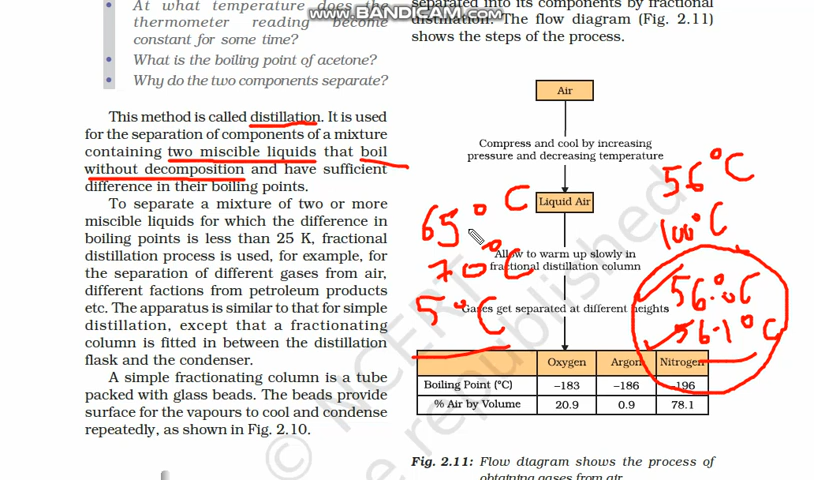 At what temperature does the
thermometer reading become
constant for some time?
What is the boiling point of acetone?
Why do the two components separate?
This method is called distillation. It is used
for the separation of components of a mixture
containing two miscible liquids that boil
without decomposition and have sufficient
difference in their boiling points.
To separate a mixture of two or more
miscible liquids for which the difference in
boiling points is less than 25 K, fractional
distillation process is used, for example, for
the separation of different gases from air,
different factions from petroleum products
etc. The apparatus is similar to that for simple
distillation, except that a fractionating
column is fitted in between the distillation
flask and the condenser.
A simple fractionating column is a tube
packed with glass beads. The beads provide
surface for the vapours to cool and condense
repeatedly, as shown in Fig. 2.10.
www.BANDICAM.com
separated into its components by fractional
distillation. The flow diagram (Fig. 2.11)
shows the steps of the process.
Air
Compress and cool by increasing
pressure and decreasing temperature
Liquid Air
Allow to warm up slowly in
fractional distillation column
Gases get separated at different heights
Oxygen Argon Nitrogen
Boiling Point (°C) –183 –186 –196
% Air by Volume 20.9 0.9 78.1
Fig. 2.11: Flow diagram shows the process of
obtaining gases from air
65°C
70°C
5°C
56°C
100°C
56.0°C
56.1°C
© NCERT
be republished